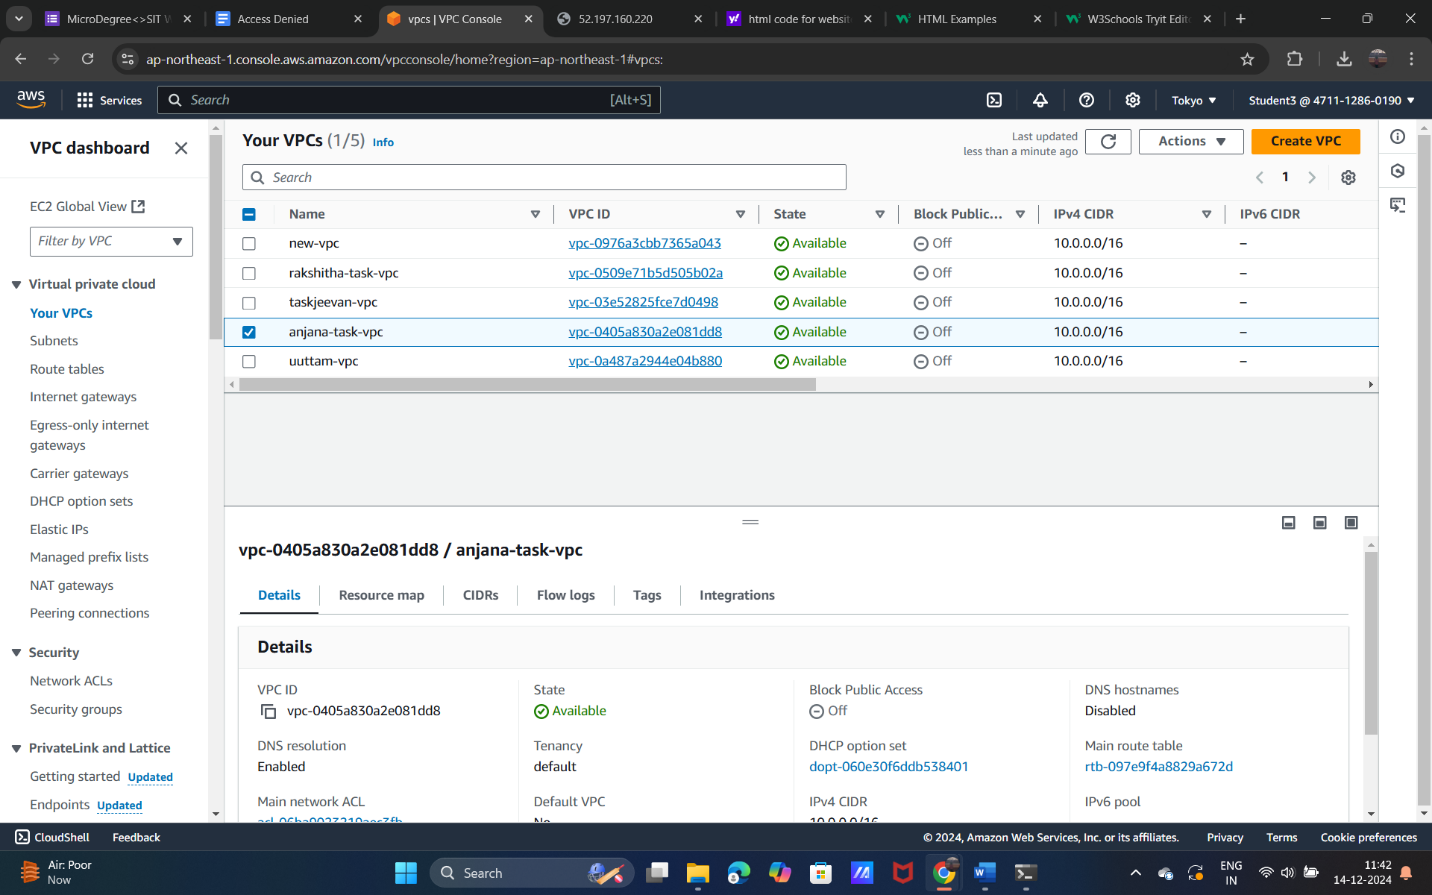 MicroDegree<>SIT W
Access Denied
vpcs | VPC Console
52.197.160.220
html code for websit
HTML Examples
W3Schools Tryit Edit
ap-northeast-1.console.aws.amazon.com/vpcconsole/home?region=ap-northeast-1#vpcs:
aws
Services
Search
[Alt+S]
Tokyo ▼
Student3 @ 4711-1286-0190 ▼
VPC dashboard
EC2 Global View
Filter by VPC
Virtual private cloud
Your VPCs
Subnets
Route tables
Internet gateways
Egress-only internet
gateways
Carrier gateways
DHCP option sets
Elastic IPs
Managed prefix lists
NAT gateways
Peering connections
Security
Network ACLs
Security groups
PrivateLink and Lattice
Getting started Updated
Endpoints Updated
Your VPCs (1/5) Info
Last updated
less than a minute ago
Actions ▼
Create VPC
Search
1
Name VPC ID State Block Public... IPv4 CIDR IPv6 CIDR
new-vpc vpc-0976a3cbb7365a043 Available Off 10.0.0.0/16 –
rakshitha-task-vpc vpc-0509e71b5d505b02a Available Off 10.0.0.0/16 –
taskjeevan-vpc vpc-03e52825fce7d0498 Available Off 10.0.0.0/16 –
anjana-task-vpc vpc-0405a830a2e081dd8 Available Off 10.0.0.0/16 –
uuttam-vpc vpc-0a487a2944e04b880 Available Off 10.0.0.0/16 –
vpc-0405a830a2e081dd8 / anjana-task-vpc
Details Resource map CIDRs Flow logs Tags Integrations
Details
VPC ID
vpc-0405a830a2e081dd8
State
Available
Block Public Access
Off
DNS hostnames
Disabled
DNS resolution
Enabled
Tenancy
default
DHCP option set
dopt-060e30f6ddb538401
Main route table
rtb-097e9f4a8829a672d
Main network ACL
Default VPC
No
IPv4 CIDR
10.0.0.0/16
IPv6 pool
CloudShell Feedback
© 2024, Amazon Web Services, Inc. or its affiliates. Privacy Terms Cookie preferences
Air: Poor
Now
Search
ENG
IN
11:42
14-12-2024